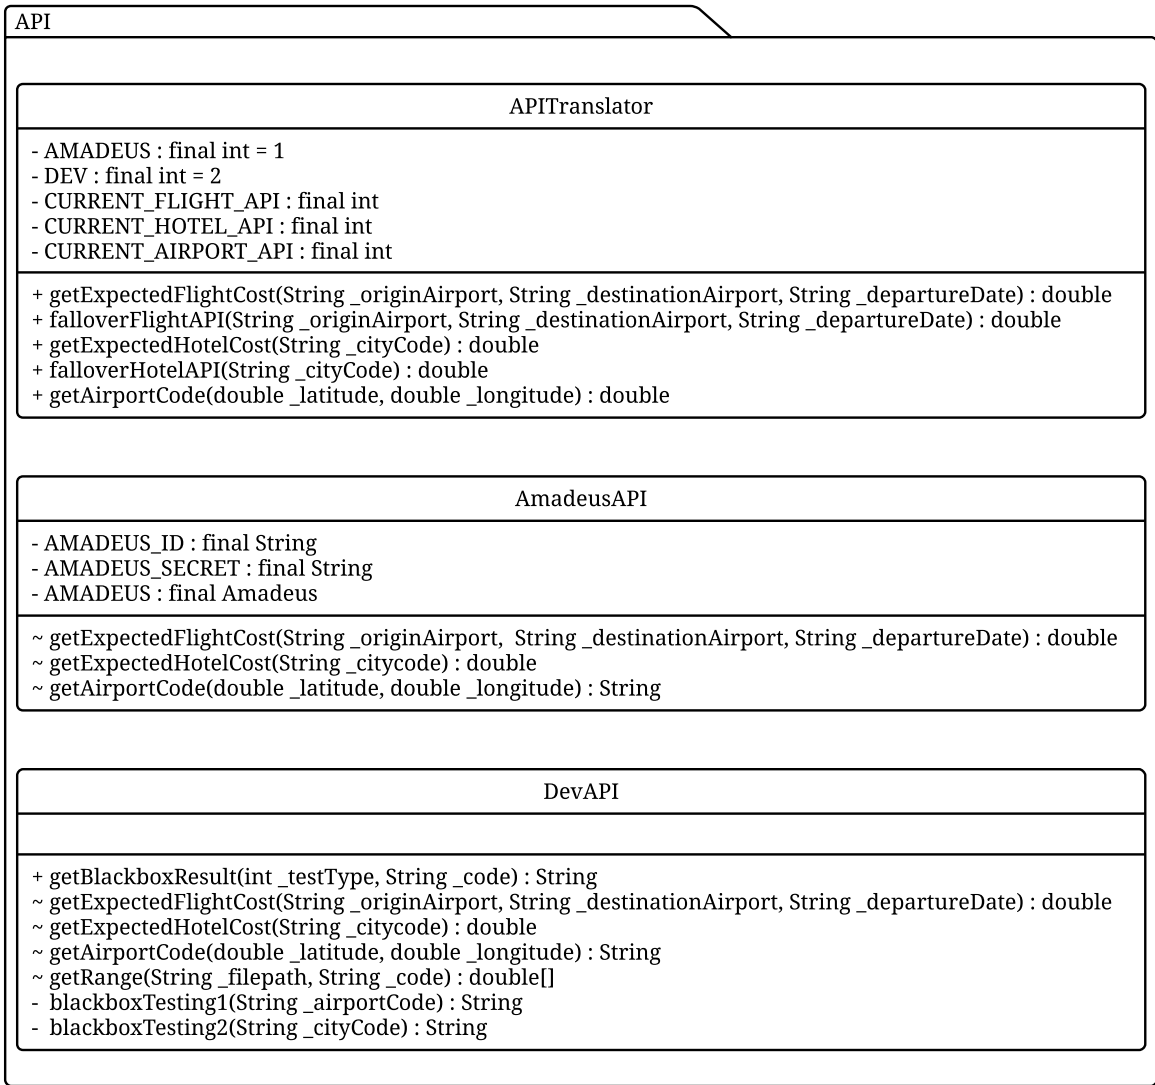 API
APITranslator
- AMADEUS : final int = 1
- DEV : final int = 2
- CURRENT_FLIGHT_API : final int
- CURRENT_HOTEL_API : final int
- CURRENT_AIRPORT_API : final int
+ getExpectedFlightCost(String _originAirport, String _destinationAirport, String _departureDate) : double
+ falloverFlightAPI(String _originAirport, String _destinationAirport, String _departureDate) : double
+ getExpectedHotelCost(String _cityCode) : double
+ falloverHotelAPI(String _cityCode) : double
+ getAirportCode(double _latitude, double _longitude) : double
AmadeusAPI
- AMADEUS_ID : final String
- AMADEUS_SECRET : final String
- AMADEUS : final Amadeus
~ getExpectedFlightCost(String _originAirport,  String _destinationAirport, String _departureDate) : double
~ getExpectedHotelCost(String _citycode) : double
~ getAirportCode(double _latitude, double _longitude) : String
DevAPI
+ getBlackboxResult(int _testType, String _code) : String
~ getExpectedFlightCost(String _originAirport, String _destinationAirport, String _departureDate) : double
~ getExpectedHotelCost(String _citycode) : double
~ getAirportCode(double _latitude, double _longitude) : String
~ getRange(String _filepath, String _code) : double[]
-  blackboxTesting1(String _airportCode) : String
-  blackboxTesting2(String _cityCode) : String